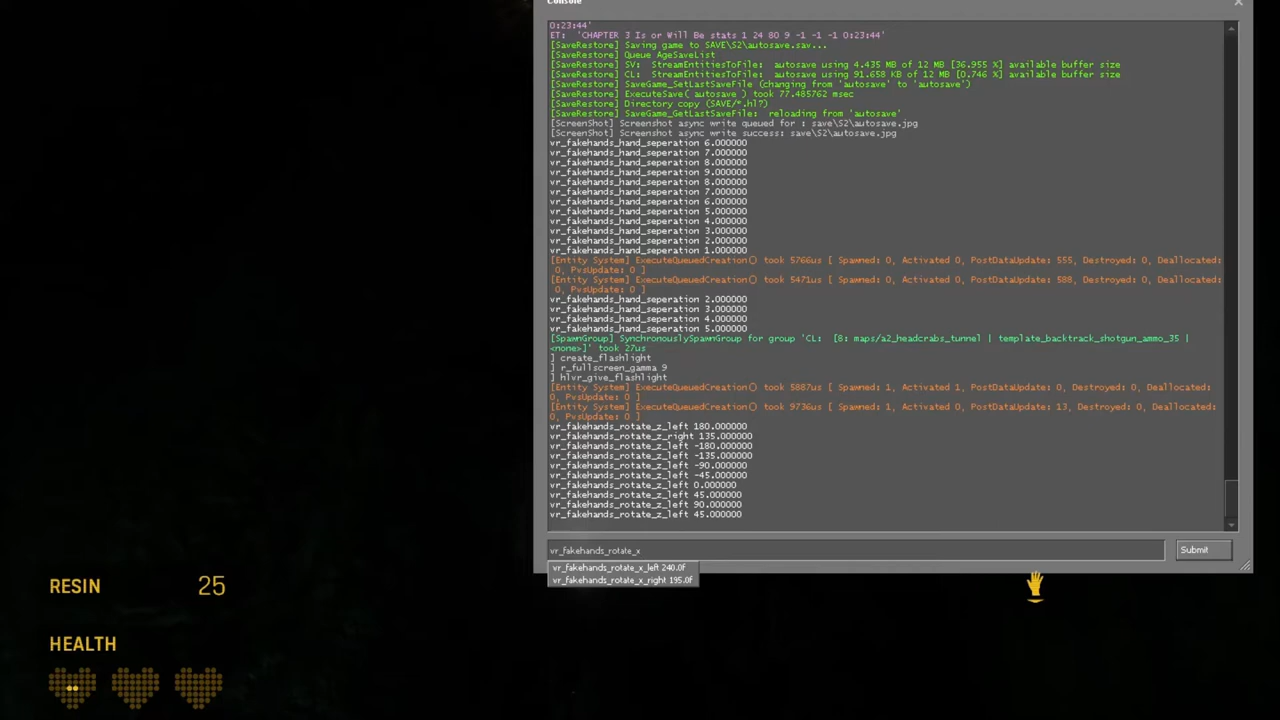 Console
0:23:44'
ET:  'CHAPTER 3 Is or Will Be stats 1 24 80 9 -1 -1 -1 0:23:44'
[SaveRestore] Saving game to SAVE\S2\autosave.sav...
[SaveRestore] Queue AgeSaveList
[SaveRestore] SV:  StreamEntitiesToFile:  autosave using 4.435 MB of 12 MB [36.955 %] available buffer size
[SaveRestore] CL:  StreamEntitiesToFile:  autosave using 91.658 KB of 12 MB [0.746 %] available buffer size
[SaveRestore] SaveGame_SetLastSaveFile (changing from 'autosave' to 'autosave')
[SaveRestore] ExecuteSave( autosave ) took 77.485762 msec
[SaveRestore] Directory copy (SAVE/*.hl?)
[SaveRestore] SaveGame_GetLastSaveFile:  reloading from 'autosave'
[ScreenShot] Screenshot async write queued for : save\S2\autosave.jpg
[ScreenShot] Screenshot async write success: save\S2\autosave.jpg
vr_fakehands_hand_seperation 6.000000
vr_fakehands_hand_seperation 7.000000
vr_fakehands_hand_seperation 8.000000
vr_fakehands_hand_seperation 9.000000
vr_fakehands_hand_seperation 8.000000
vr_fakehands_hand_seperation 7.000000
vr_fakehands_hand_seperation 6.000000
vr_fakehands_hand_seperation 5.000000
vr_fakehands_hand_seperation 4.000000
vr_fakehands_hand_seperation 3.000000
vr_fakehands_hand_seperation 2.000000
vr_fakehands_hand_seperation 1.000000
[Entity System] ExecuteQueuedCreation() took 5766us [ Spawned: 0, Activated 0, PostDataUpdate: 555, Destroyed: 0, Deallocated:
0, PvsUpdate: 0 ]
[Entity System] ExecuteQueuedCreation() took 5471us [ Spawned: 0, Activated 0, PostDataUpdate: 588, Destroyed: 0, Deallocated:
0, PvsUpdate: 0 ]
vr_fakehands_hand_seperation 2.000000
vr_fakehands_hand_seperation 3.000000
vr_fakehands_hand_seperation 4.000000
vr_fakehands_hand_seperation 5.000000
[SpawnGroup] SynchronouslySpawnGroup for group 'CL:  [8: maps/a2_headcrabs_tunnel | template_backtrack_shotgun_ammo_35 |
<none>]' took 27us
] create_flashlight
] r_fullscreen_gamma 9
] hlvr_give_flashlight
[Entity System] ExecuteQueuedCreation() took 5887us [ Spawned: 1, Activated 1, PostDataUpdate: 0, Destroyed: 0, Deallocated:
0, PvsUpdate: 0 ]
[Entity System] ExecuteQueuedCreation() took 9736us [ Spawned: 1, Activated 0, PostDataUpdate: 13, Destroyed: 0, Deallocated:
0, PvsUpdate: 0 ]
vr_fakehands_rotate_z_left 180.000000
vr_fakehands_rotate_z_right 135.000000
vr_fakehands_rotate_z_left -180.000000
vr_fakehands_rotate_z_left -135.000000
vr_fakehands_rotate_z_left -90.000000
vr_fakehands_rotate_z_left -45.000000
vr_fakehands_rotate_z_left 0.000000
vr_fakehands_rotate_z_left 45.000000
vr_fakehands_rotate_z_left 90.000000
vr_fakehands_rotate_z_left 45.000000
vr_fakehands_rotate_x
Submit
vr_fakehands_rotate_x_left 240.0f
vr_fakehands_rotate_x_right 195.0f
RESIN 25
HEALTH